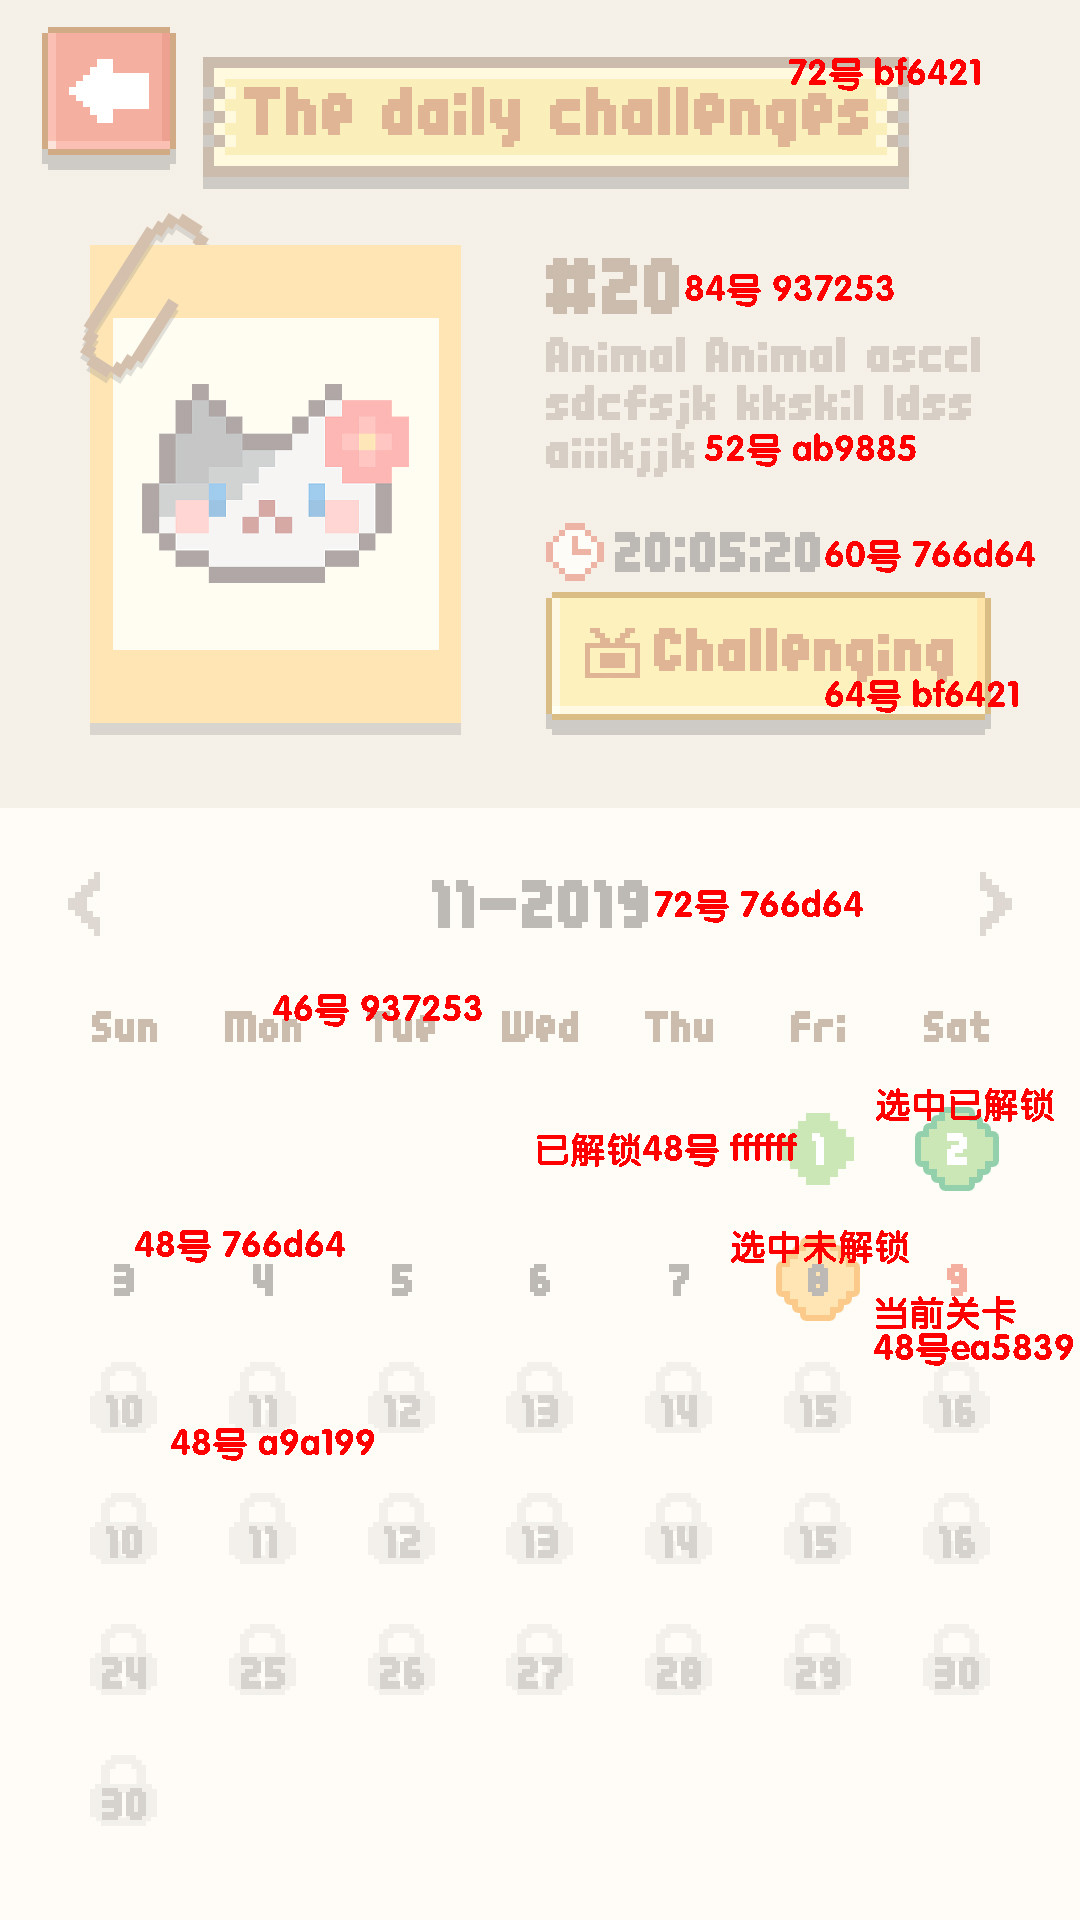 The daily challenges
72号 bf6421
#20
84号 937253
Animal Animal asccl
sdcfsjk kkskil ldss
aiiikjjk
52号 ab9885
20:05:20
60号 766d64
Challenging
64号 bf6421
11-2019
72号 766d64
46号 937253
Sun Mon Tue Wed Thu Fri Sat
选中已解锁
已解锁48号 ffffff
1 2
48号 766d64
选中未解锁
3 4 5 6 7 8 9
当前关卡
48号ea5839
10 11 12 13 14 15 16
48号 a9a199
10 11 12 13 14 15 16
24 25 26 27 28 29 30
30